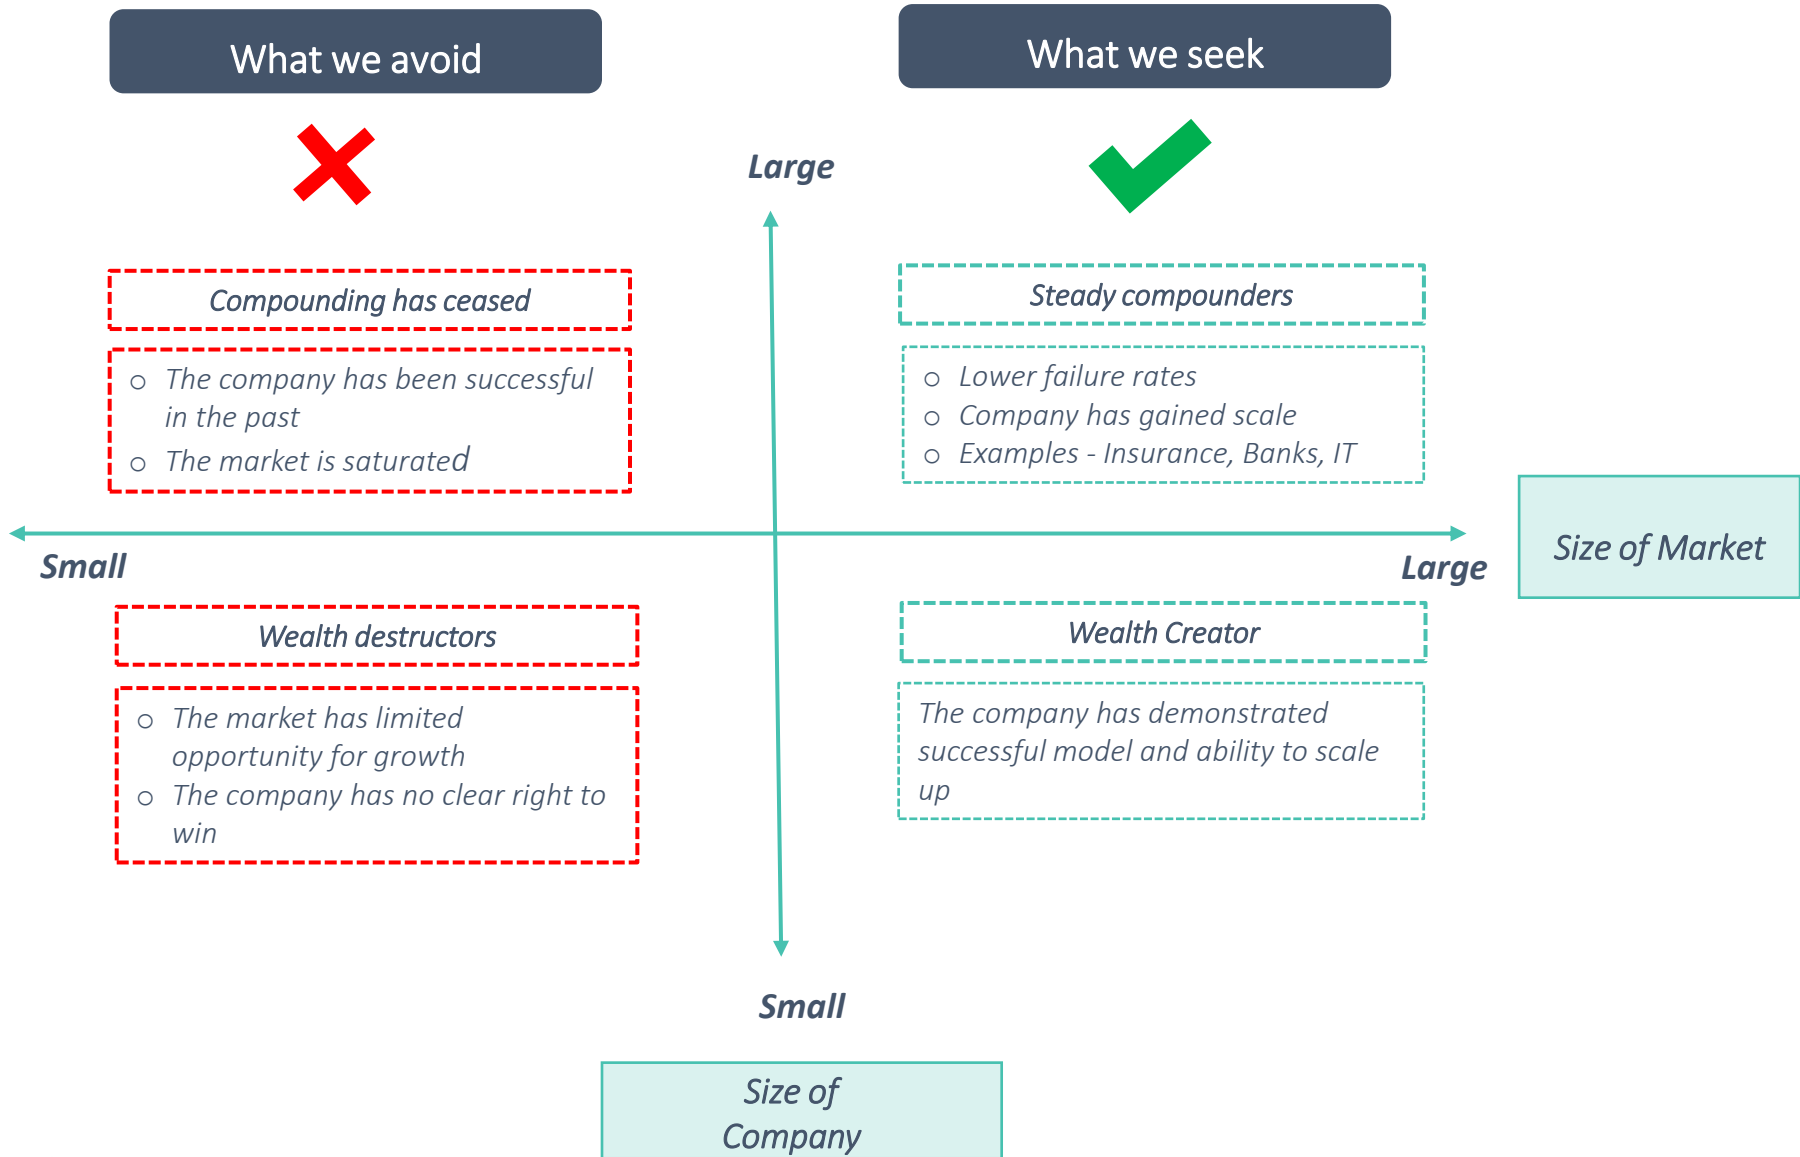 What we avoid
What we seek
Large
Compounding has ceased
Steady compounders
o The company has been successful
in the past
o The market is saturated
o Lower failure rates
o Company has gained scale
o Examples - Insurance, Banks, IT
Small
Large
Size of Market
Wealth destructors
Wealth Creator
o The market has limited
opportunity for growth
o The company has no clear right to
win
The company has demonstrated
successful model and ability to scale
up
Small
Size of
Company